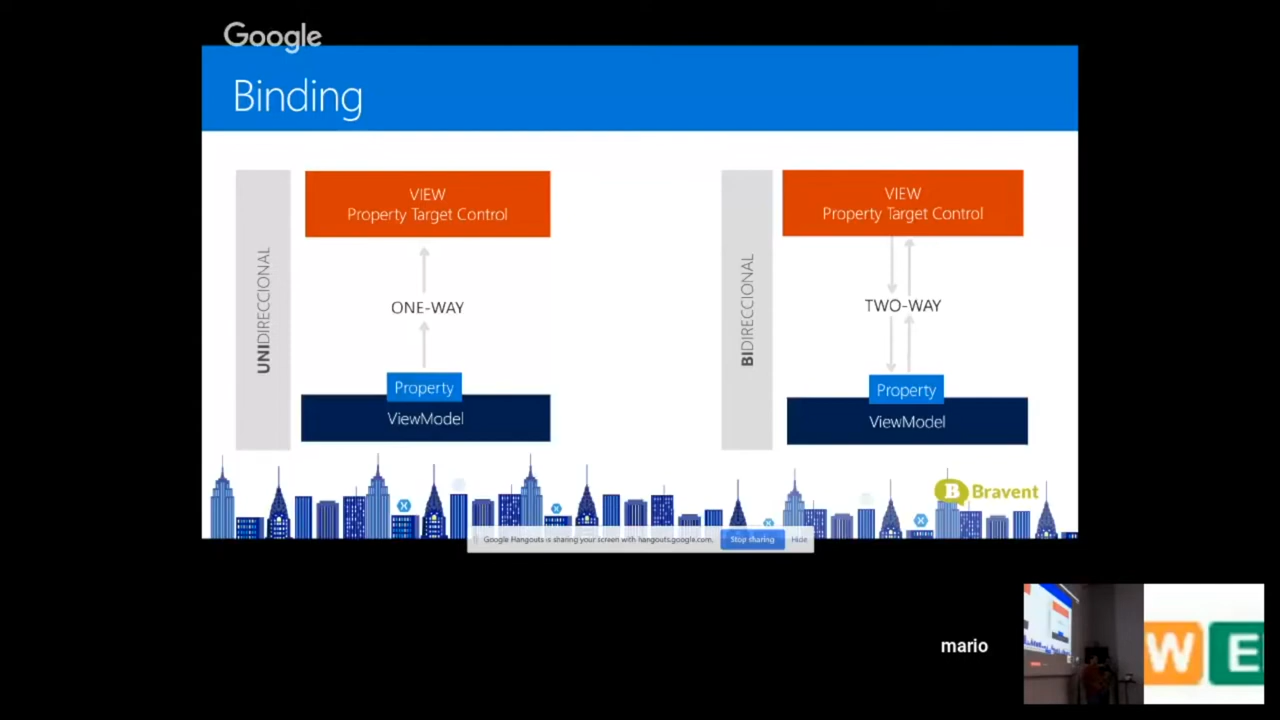 Google
Binding
UNIDIRECCIONAL
VIEW
Property Target Control
ONE-WAY
Property
ViewModel
BIDIRECCIONAL
VIEW
Property Target Control
TWO-WAY
Property
ViewModel
B Bravent
Google Hangouts is sharing your screen with hangouts.google.com.
Stop sharing
Hide
mario
W E